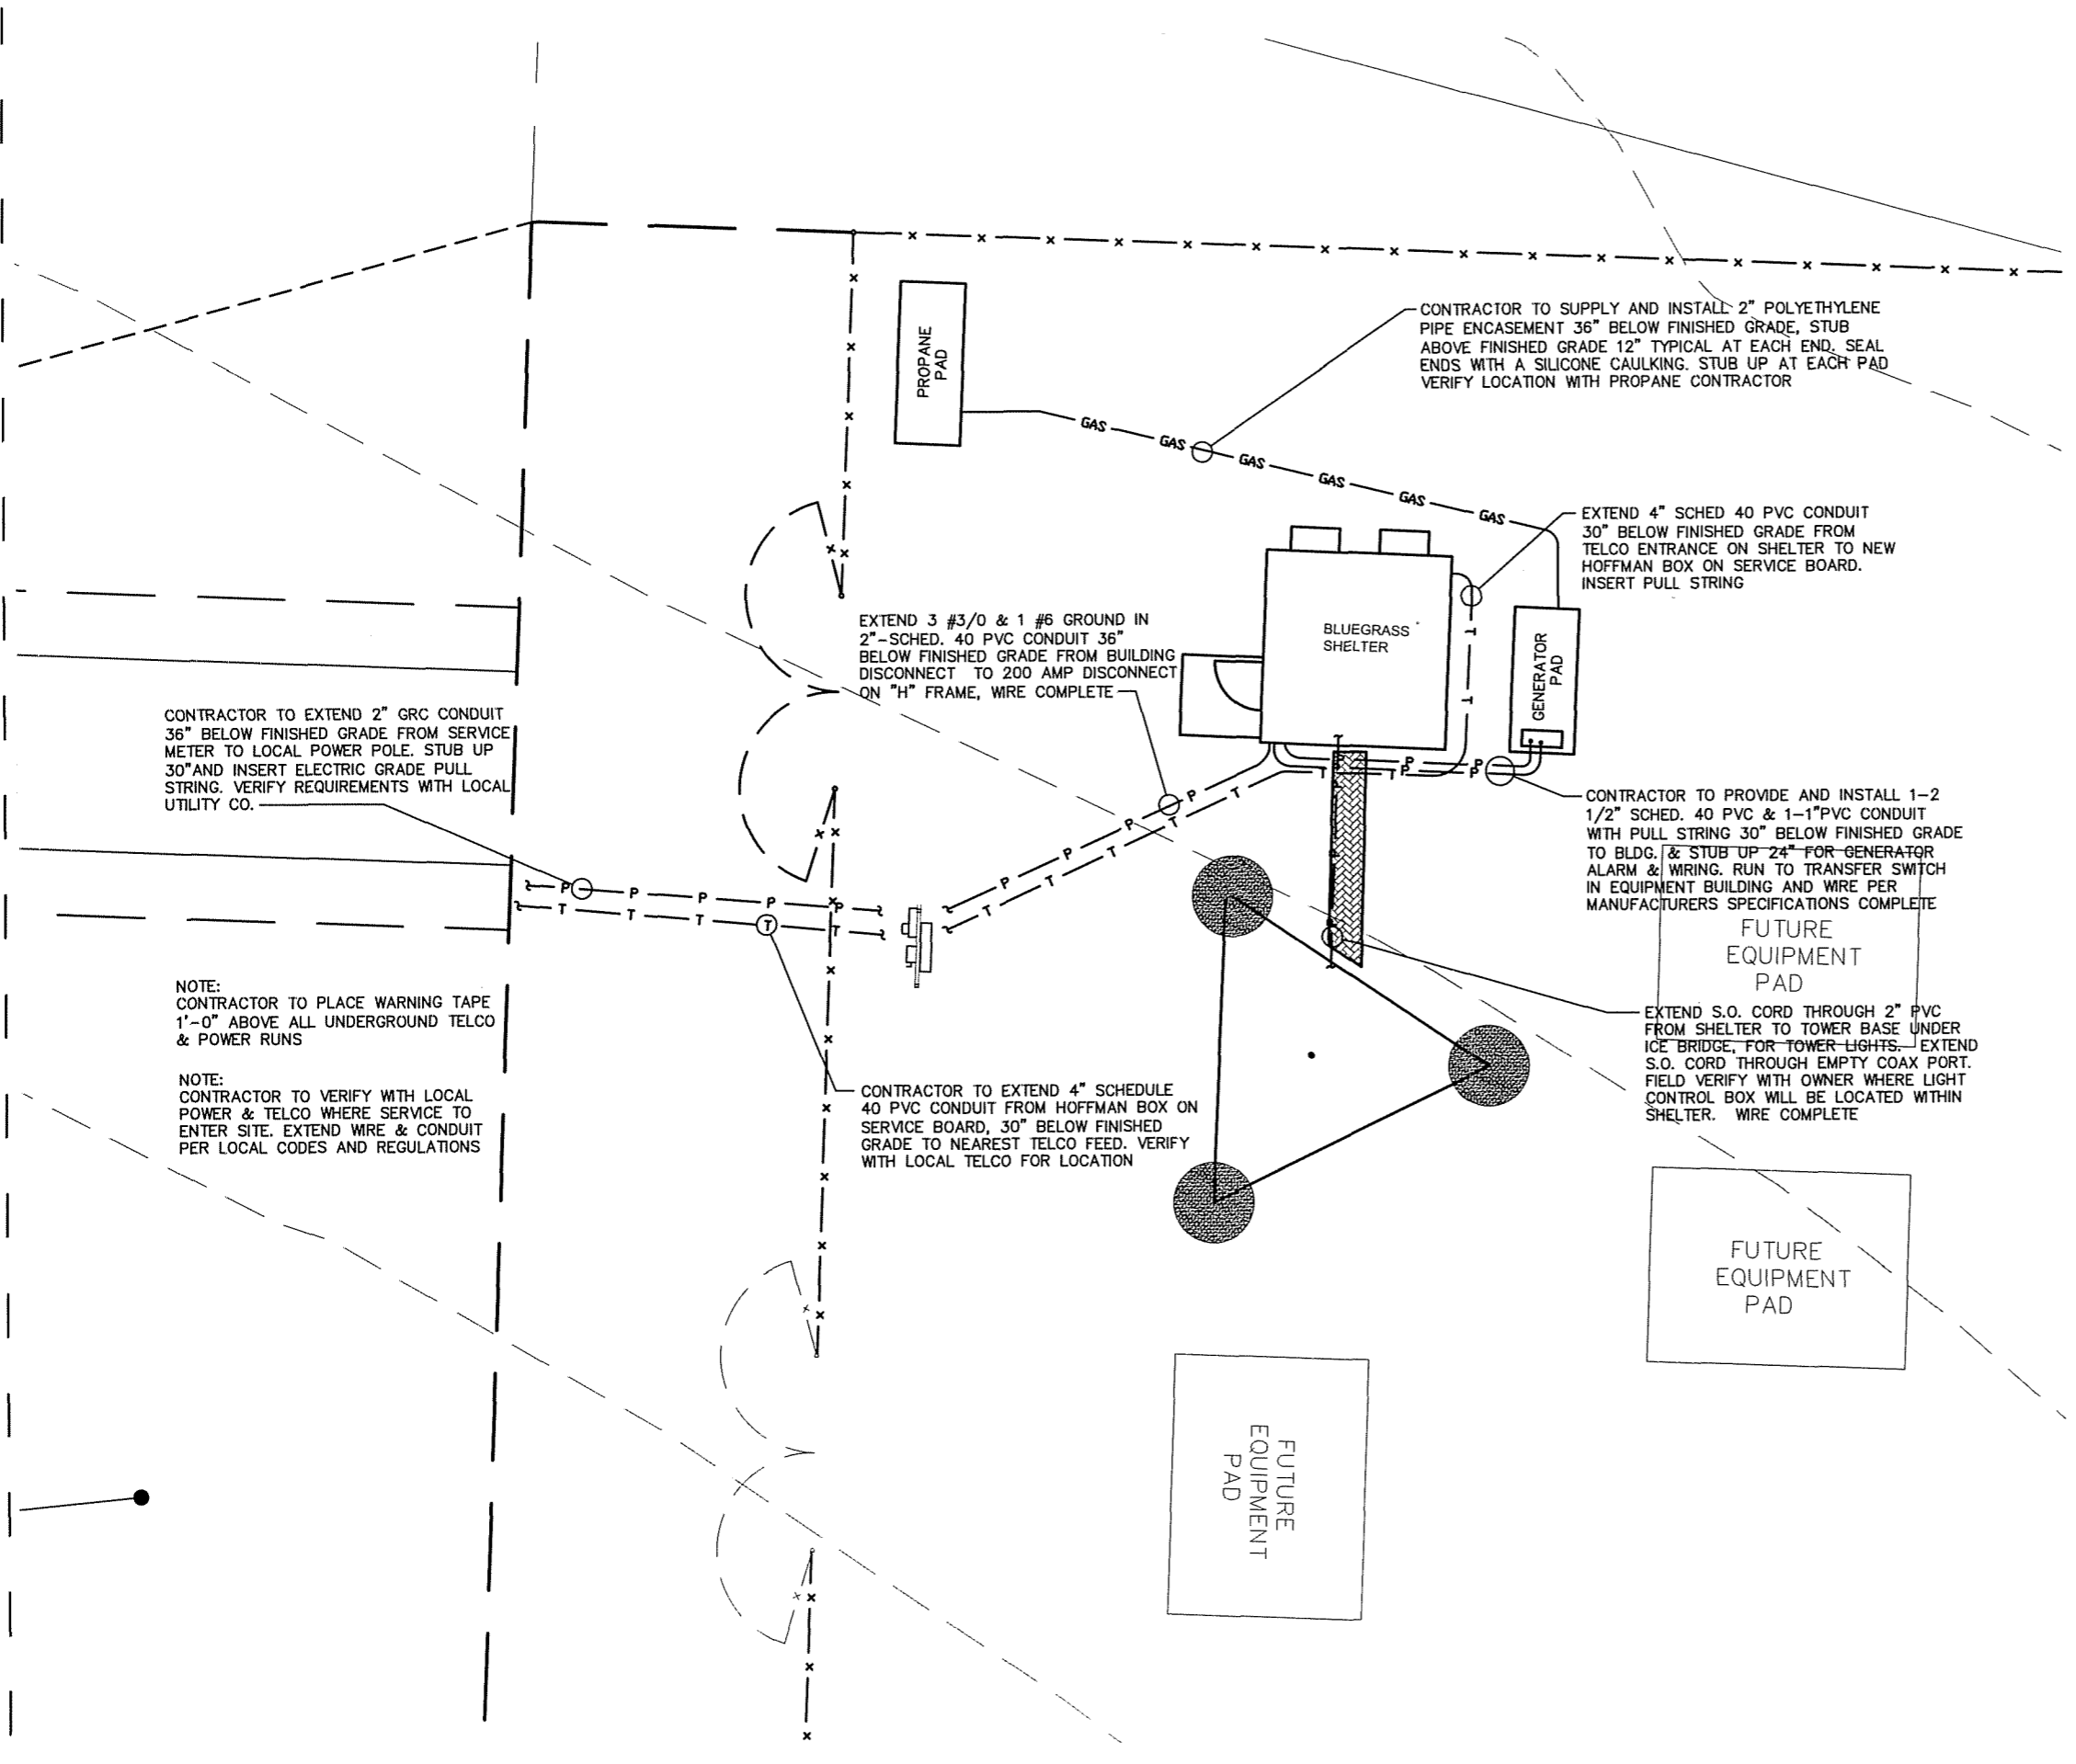 PROPANE
PAD
CONTRACTOR TO SUPPLY AND INSTALL 2" POLYETHYLENE
PIPE ENCASEMENT 36" BELOW FINISHED GRADE, STUB
ABOVE FINISHED GRADE 12" TYPICAL AT EACH END. SEAL
ENDS WITH A SILICONE CAULKING. STUB UP AT EACH PAD
VERIFY LOCATION WITH PROPANE CONTRACTOR
GAS GAS GAS GAS GAS GAS
EXTEND 4" SCHED 40 PVC CONDUIT
30" BELOW FINISHED GRADE FROM
TELCO ENTRANCE ON SHELTER TO NEW
HOFFMAN BOX ON SERVICE BOARD.
INSERT PULL STRING
EXTEND 3 #3/0 & 1 #6 GROUND IN
2"-SCHED. 40 PVC CONDUIT 36"
BELOW FINISHED GRADE FROM BUILDING
DISCONNECT TO 200 AMP DISCONNECT
ON "H" FRAME, WIRE COMPLETE
BLUEGRASS
SHELTER
GENERATOR
PAD
T
T
CONTRACTOR TO EXTEND 2" GRC CONDUIT
36" BELOW FINISHED GRADE FROM SERVICE
METER TO LOCAL POWER POLE. STUB UP
30"AND INSERT ELECTRIC GRADE PULL
STRING. VERIFY REQUIREMENTS WITH LOCAL
UTILITY CO.
P P P
P P
T T
P P P P
T T T
CONTRACTOR TO PROVIDE AND INSTALL 1-2
1/2" SCHED. 40 PVC & 1-1"PVC CONDUIT
WITH PULL STRING 30" BELOW FINISHED GRADE
TO BLDG. & STUB UP 24" FOR GENERATOR
ALARM & WIRING. RUN TO TRANSFER SWITCH
IN EQUIPMENT BUILDING AND WIRE PER
MANUFACTURERS SPECIFICATIONS COMPLETE
P P P P P
T T T T T
FUTURE
EQUIPMENT
PAD
NOTE:
CONTRACTOR TO PLACE WARNING TAPE
1'-0" ABOVE ALL UNDERGROUND TELCO
& POWER RUNS
NOTE:
CONTRACTOR TO VERIFY WITH LOCAL
POWER & TELCO WHERE SERVICE TO
ENTER SITE. EXTEND WIRE & CONDUIT
PER LOCAL CODES AND REGULATIONS
CONTRACTOR TO EXTEND 4" SCHEDULE
40 PVC CONDUIT FROM HOFFMAN BOX ON
SERVICE BOARD, 30" BELOW FINISHED
GRADE TO NEAREST TELCO FEED. VERIFY
WITH LOCAL TELCO FOR LOCATION
EXTEND S.O. CORD THROUGH 2" PVC
FROM SHELTER TO TOWER BASE UNDER
ICE BRIDGE, FOR TOWER LIGHTS. EXTEND
S.O. CORD THROUGH EMPTY COAX PORT.
FIELD VERIFY WITH OWNER WHERE LIGHT
CONTROL BOX WILL BE LOCATED WITHIN
SHELTER. WIRE COMPLETE
FUTURE
EQUIPMENT
PAD
FUTURE
EQUIPMENT
PAD